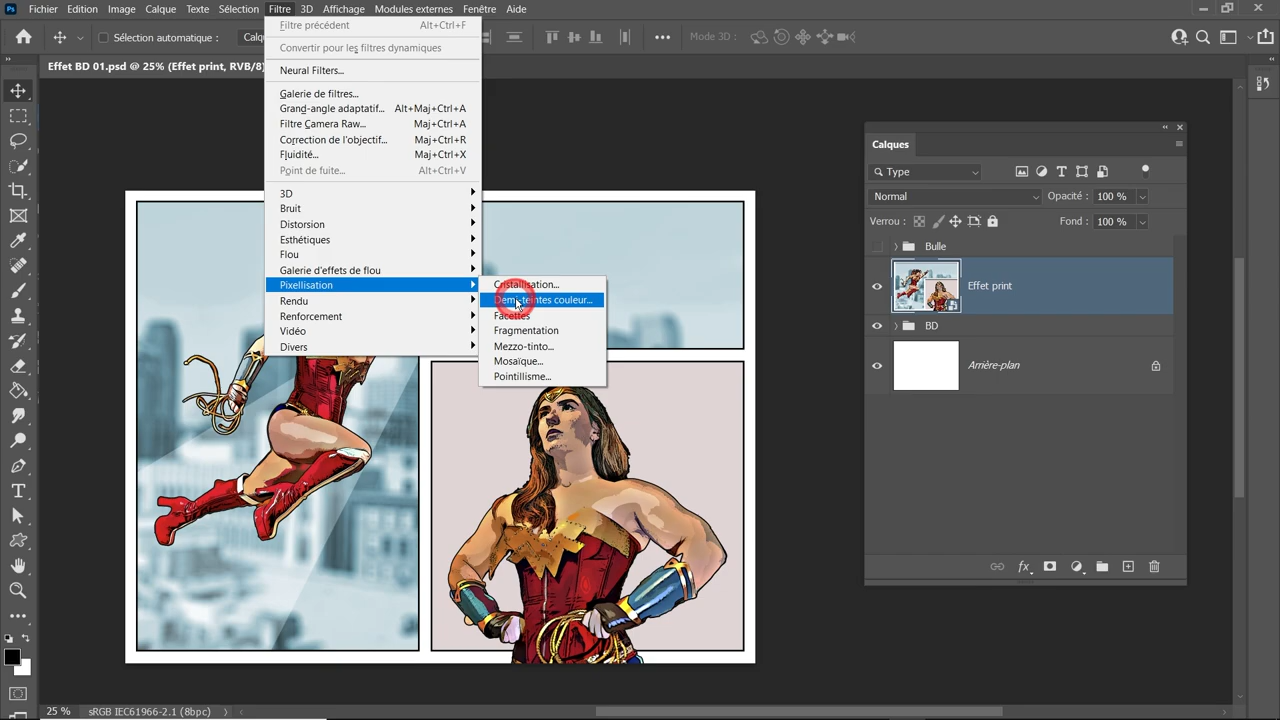 Fichier Edition Image Calque Texte Sélection Filtre 3D Affichage Modules externes Fenêtre Aide
Sélection automatique : Calq
Mode 3D :
Effet BD 01.psd @ 25% (Effet print, RVB/8)
Filtre précédent Alt+Ctrl+F
Convertir pour les filtres dynamiques
Neural Filters...
Galerie de filtres...
Grand-angle adaptatif... Alt+Maj+Ctrl+A
Filtre Camera Raw... Maj+Ctrl+A
Correction de l'objectif... Maj+Ctrl+R
Fluidité... Maj+Ctrl+X
Point de fuite... Alt+Ctrl+V
3D
Bruit
Distorsion
Esthétiques
Flou
Galerie d'effets de flou
Pixellisation
Rendu
Renforcement
Vidéo
Divers
Cristallisation...
Demi-teintes couleur...
Facettes
Fragmentation
Mezzo-tinto...
Mosaïque...
Pointillisme...
Calques
Type
Normal Opacité : 100 %
Verrou : Fond : 100 %
Bulle
Effet print
BD
Arrière-plan
25 % sRGB IEC61966-2.1 (8bpc)